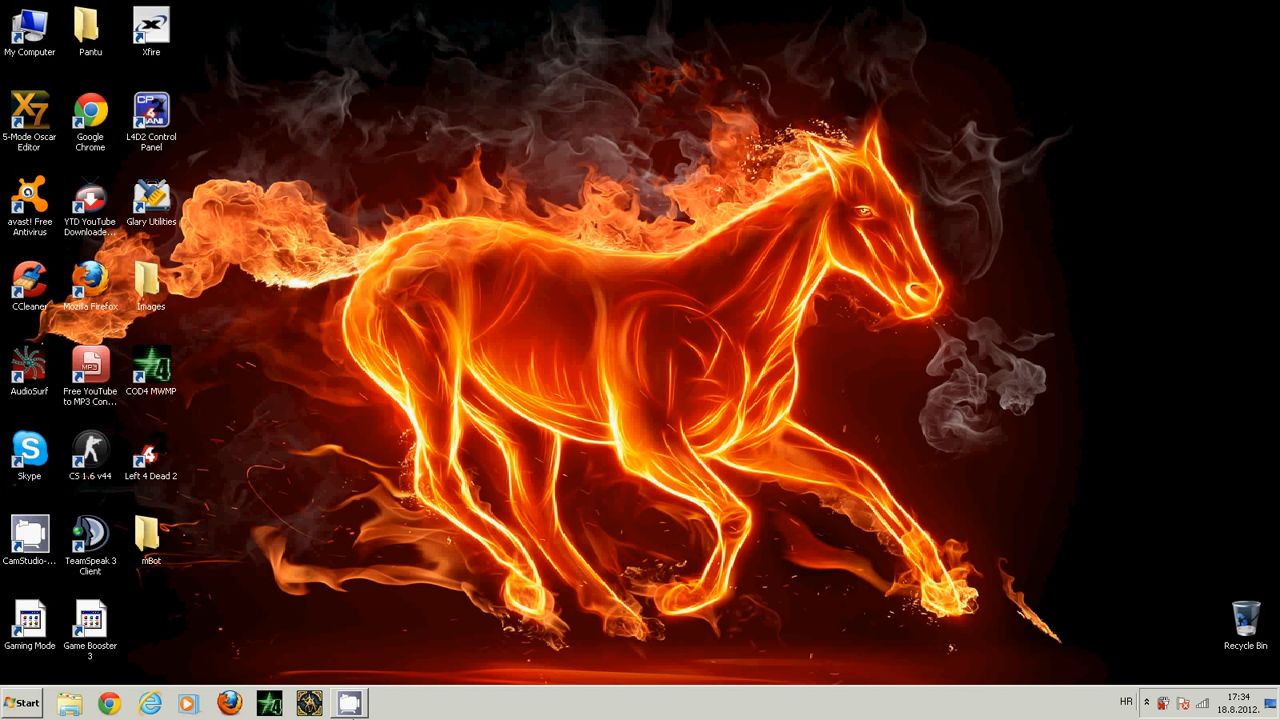 My Computer
Pantu
Xfire
5-Mode Oscar
Editor
Google
Chrome
L4D2 Control
Panel
avast! Free
Antivirus
YTD YouTube
Downloade...
Glary Utilities
CCleaner
Mozilla Firefox
Images
AudioSurf
Free YouTube
to MP3 Con...
COD4 MWMP
Skype
CS 1.6 v44
Left 4 Dead 2
CamStudio-...
TeamSpeak 3
Client
mBot
Gaming Mode
Game Booster
3
Recycle Bin
Start
HR
17:34
18.8.2012.